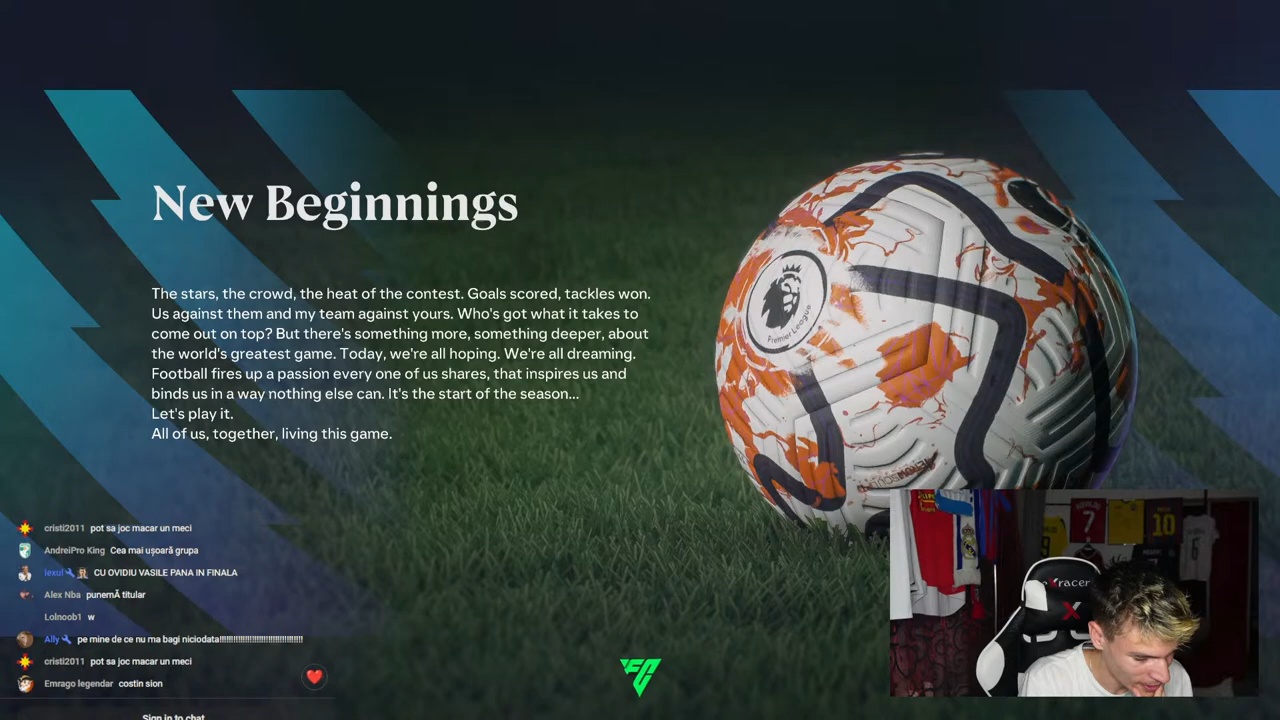 New Beginnings
The stars, the crowd, the heat of the contest. Goals scored, tackles won.
Us against them and my team against yours. Who's got what it takes to
come out on top? But there's something more, something deeper, about
the world's greatest game. Today, we're all hoping. We're all dreaming.
Football fires up a passion every one of us shares, that inspires us and
binds us in a way nothing else can. It's the start of the season...
Let's play it.
All of us, together, living this game.
Premier League
cristi2011 pot sa joc macar un meci
AndreiPro King Cea mai ușoară grupa
lexul CU OVIDIU VASILE PANA IN FINALA
Alex Nba punemÃ titular
Lolnoob1 w
Ally pe mine de ce nu ma bagi niciodata!!!!!!!!!!!!!!!!!!!!!!!!!!!!!!!!!!!!!
cristi2011 pot sa joc macar un meci
Emrago legendar costin sion
Sign in to chat
racer
7
10
6